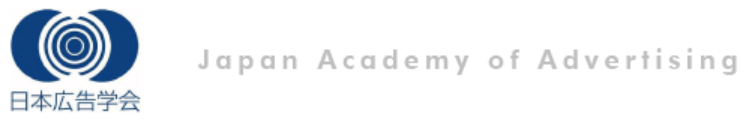 日本広告学会
Japan Academy of Advertising